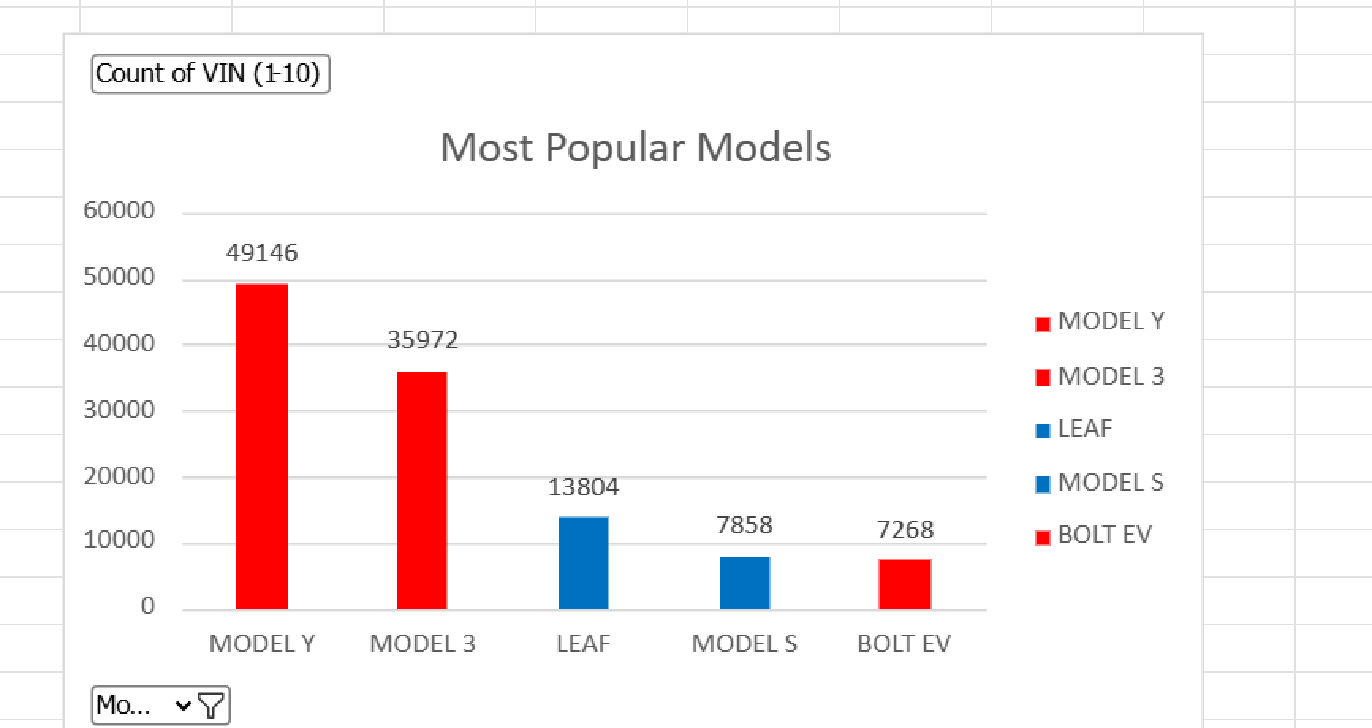 Count of VIN (1-10)
Most Popular Models
60000
50000
40000
30000
20000
10000
0
49146
35972
13804
7858
7268
MODEL Y
MODEL 3
LEAF
MODEL S
BOLT EV
MODEL Y
MODEL 3
LEAF
MODEL S
BOLT EV
Mo...